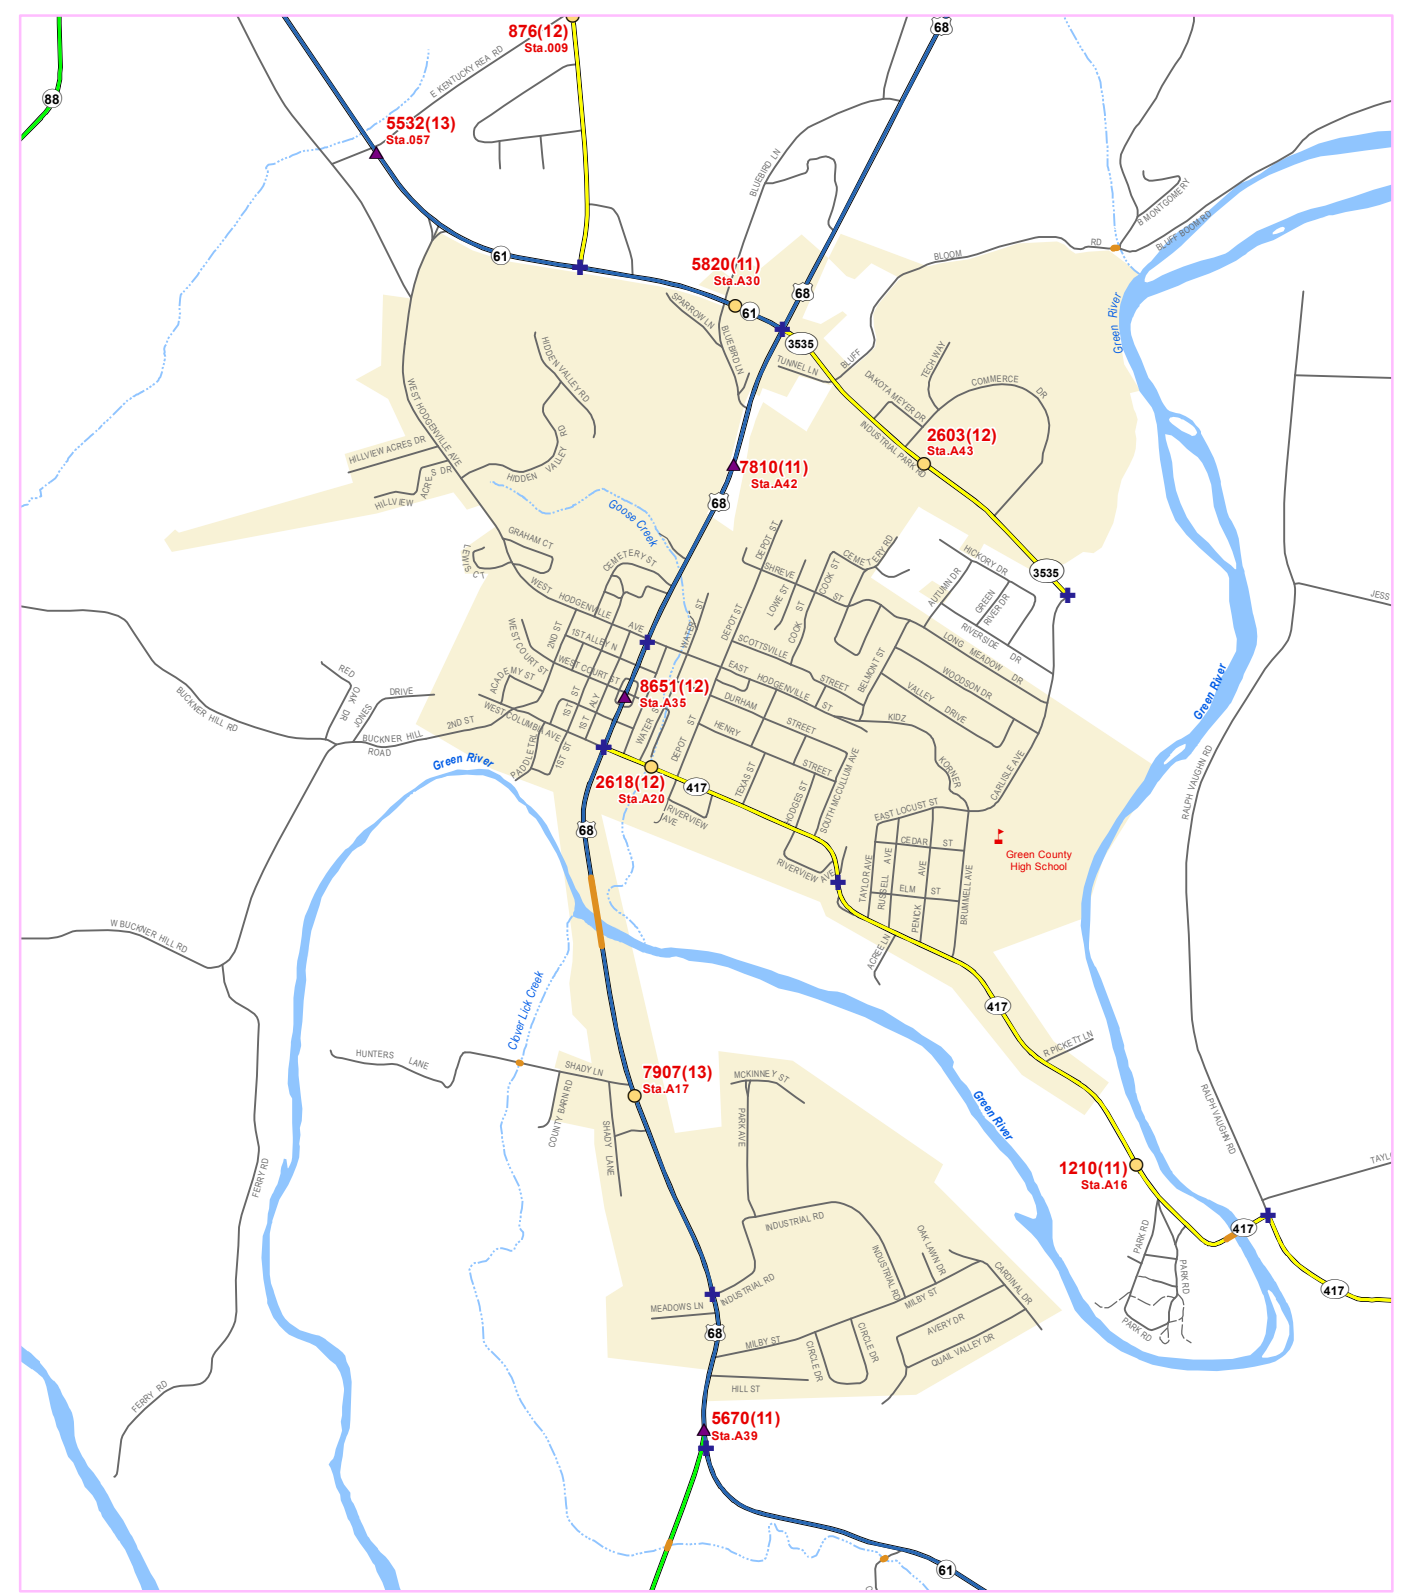 68
876(12)
Sta.009
E KENTUCKY REA RD
88
5532(13)
Sta.057
BLUEBIRD LN
B MONTGOMERY
BLUFF BOOM RD
RD
BLOOM
61
5820(11)
Sta.A30
68
SPARROW LN
61
BLUEBIRD LN
3535
Green River
TUNNEL LN
BLUFF
HIDDEN VALLEY RD
TECH WAY
DAKOTA MEYER DR
COMMERCE DR
WEST HODGENVILLE AVE
INDUSTRIAL PARK RD
2603(12)
Sta.A43
HILLVIEW ACRES DR
HIDDEN VALLEY RD
7810(11)
Sta.A42
HILLVIEW ACRES DR
68
Goose Creek
GRAHAM CT
LEWIS CT
CEMETERY ST
DEPOT ST
SHREVE ST
CEMETERY RD
HICKORY DR
3535
AUTUMN DR
GREEN RIVER DR
RIVERSIDE DR
JESS
WEST HODGENVILLE AVE
LOWE ST
COOK ST
COOK ST
WATER ST
DEPOT ST
2ND ST
1ST ALLEY N
WEST COURT ST
WEST COURT ST
SCOTTSVILLE STREET
LONG MEADOW DR
WOODSON DR
BELMONT ST
VALLEY DRIVE
ACADEMY ST
EAST HODGENVILLE ST
8651(12)
Sta.A35
DURHAM STREET
HENRY STREET
KIDZ KORNER
RED OAK DR
JONES DRIVE
BUCKNER HILL RD
BUCKNER HILL ROAD
2ND ST
WEST COLUMBIA AVE
1ST ST
1ST ALY
WATER S
DEPOT ST
PADDLE TRL
1ST ST
Green River
Green River
2618(12)
Sta.A20
417
TEXAS ST
HODGES ST
SOUTH MCCULLUM AVE
CARLISLE AVE
RALPH VAUGHN RD
68
RIVERVIEW AVE
EAST LOCUST ST
CEDAR ST
Green County
High School
RIVERVIEW AVE
TAYLOR AVE
RUSSELL AVE
ELM ST
PENICK AVE
BRUMMELL AVE
W BUCKNER HILL RD
ACREE LN
Clover Lick Creek
417
R PICKETT LN
HUNTERS LANE
SHADY LN
7907(13)
Sta.A17
MCKINNEY ST
COUNTY BARN RD
SHADY LANE
PARK AVE
Green River
RALPH VAUGHN RD
FERRY RD
1210(11)
Sta.A16
TAYL
INDUSTRIAL RD
417
PARK RD
PARK RD
INDUSTRIAL RD
OAK LAWN DR
CARDINAL DR
INDUSTRIAL RD
MILBY ST
MEADOWS LN
417
PARK RD
68
MILBY ST
CIRCLE DR
CIRCLE DR
AVERY DR
QUAIL VALLEY DR
HILL ST
FERRY RD
5670(11)
Sta.A39
61